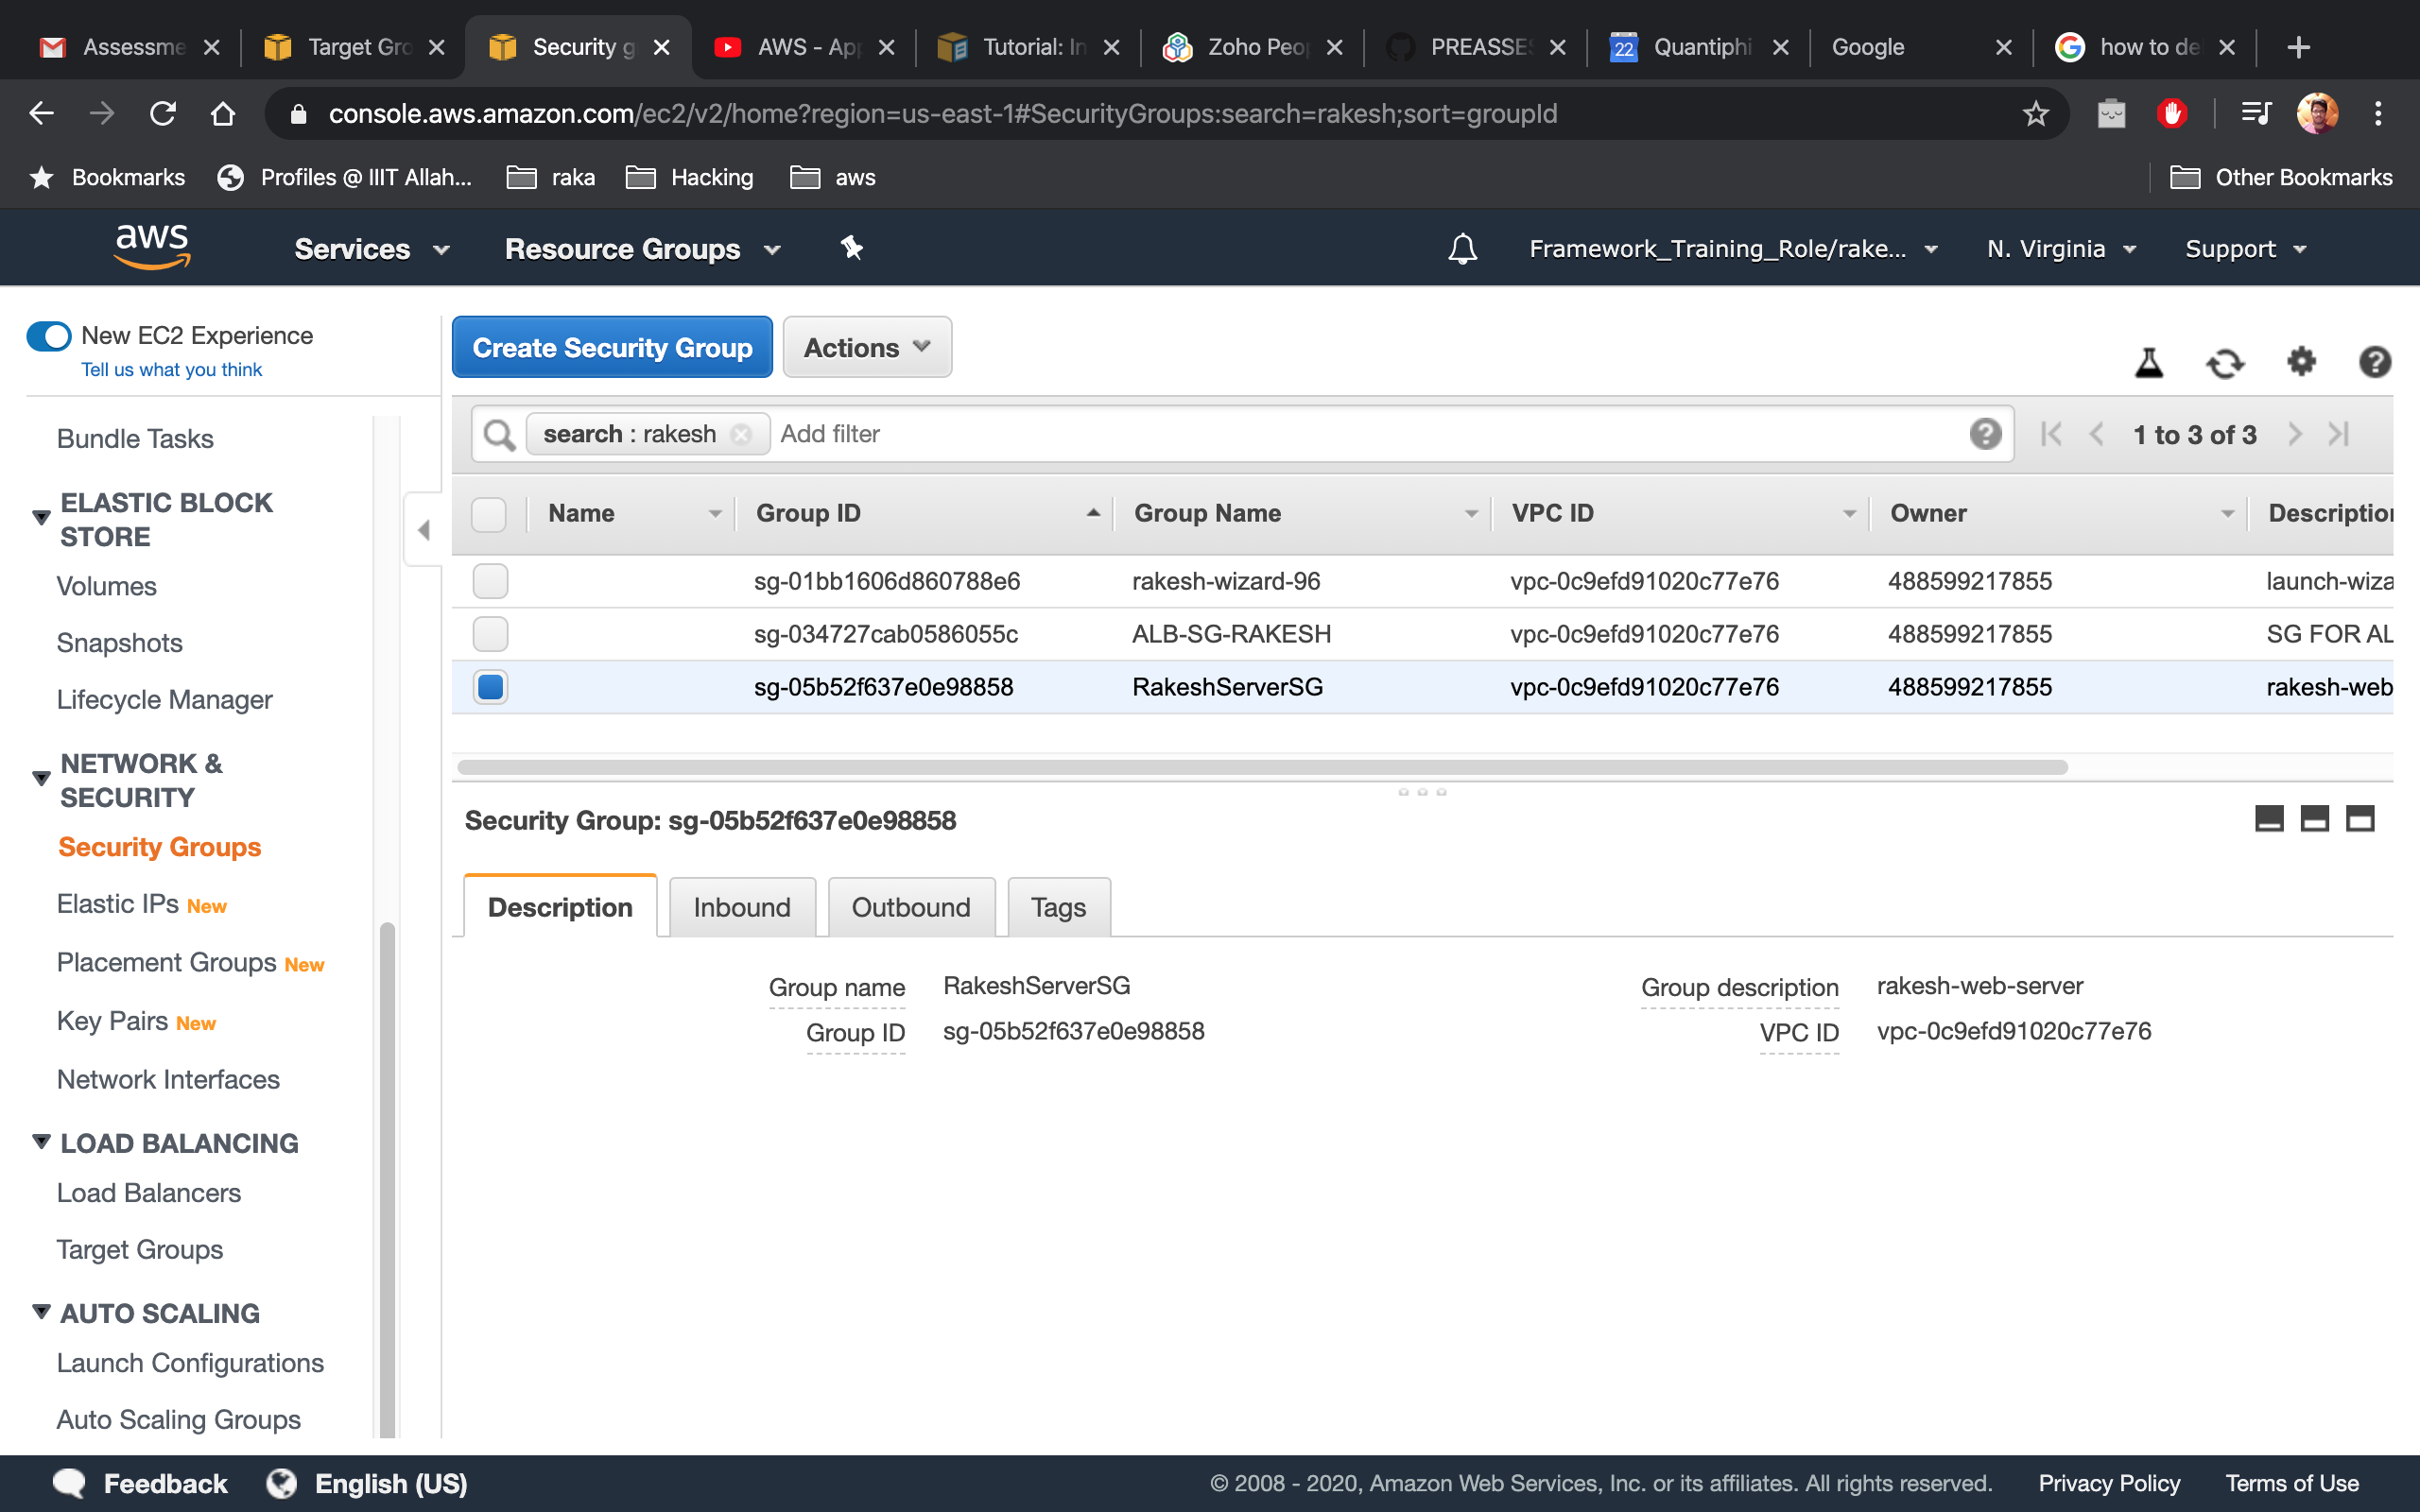 Assessme
Target Gro
Security g
AWS - Ap
Tutorial: In
Zoho Peop
PREASSES
22
Quantiphi
Google
how to de
console.aws.amazon.com/ec2/v2/home?region=us-east-1#SecurityGroups:search=rakesh;sort=groupId
Bookmarks
Profiles @ IIIT Allah...
raka
Hacking
aws
Other Bookmarks
aws
Services
Resource Groups
Framework_Training_Role/rake...
N. Virginia
Support
New EC2 Experience
Tell us what you think
Bundle Tasks
ELASTIC BLOCK
STORE
Volumes
Snapshots
Lifecycle Manager
NETWORK &
SECURITY
Security Groups
Elastic IPs New
Placement Groups New
Key Pairs New
Network Interfaces
LOAD BALANCING
Load Balancers
Target Groups
AUTO SCALING
Launch Configurations
Auto Scaling Groups
Create Security Group
Actions
search : rakesh
Add filter
1 to 3 of 3
Name Group ID Group Name VPC ID Owner Description
sg-01bb1606d860788e6 rakesh-wizard-96 vpc-0c9efd91020c77e76 488599217855 launch-wiza
sg-034727cab0586055c ALB-SG-RAKESH vpc-0c9efd91020c77e76 488599217855 SG FOR AL
sg-05b52f637e0e98858 RakeshServerSG vpc-0c9efd91020c77e76 488599217855 rakesh-web
Security Group: sg-05b52f637e0e98858
Description
Inbound
Outbound
Tags
Group name RakeshServerSG
Group description rakesh-web-server
Group ID sg-05b52f637e0e98858
VPC ID vpc-0c9efd91020c77e76
Feedback
English (US)
© 2008 - 2020, Amazon Web Services, Inc. or its affiliates. All rights reserved.
Privacy Policy
Terms of Use